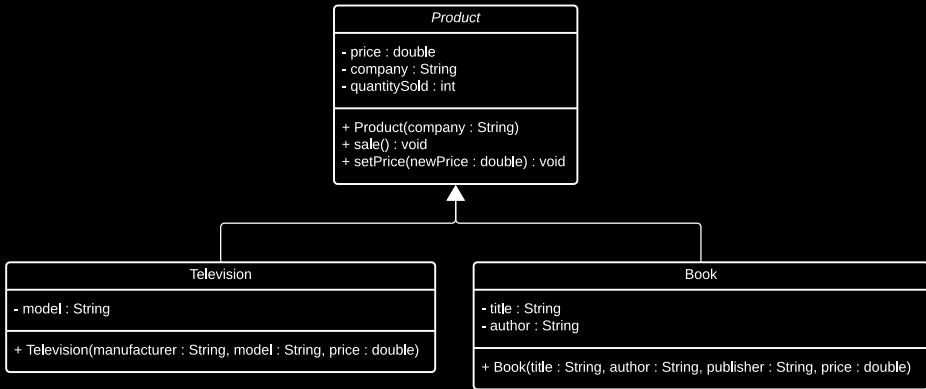 Product
- price : double
- company : String
- quantitySold : int
+ Product(company : String)
+ sale() : void
+ setPrice(newPrice : double) : void
Television
- model : String
+ Television(manufacturer : String, model : String, price : double)
Book
- title : String
- author : String
+ Book(title : String, author : String, publisher : String, price : double)